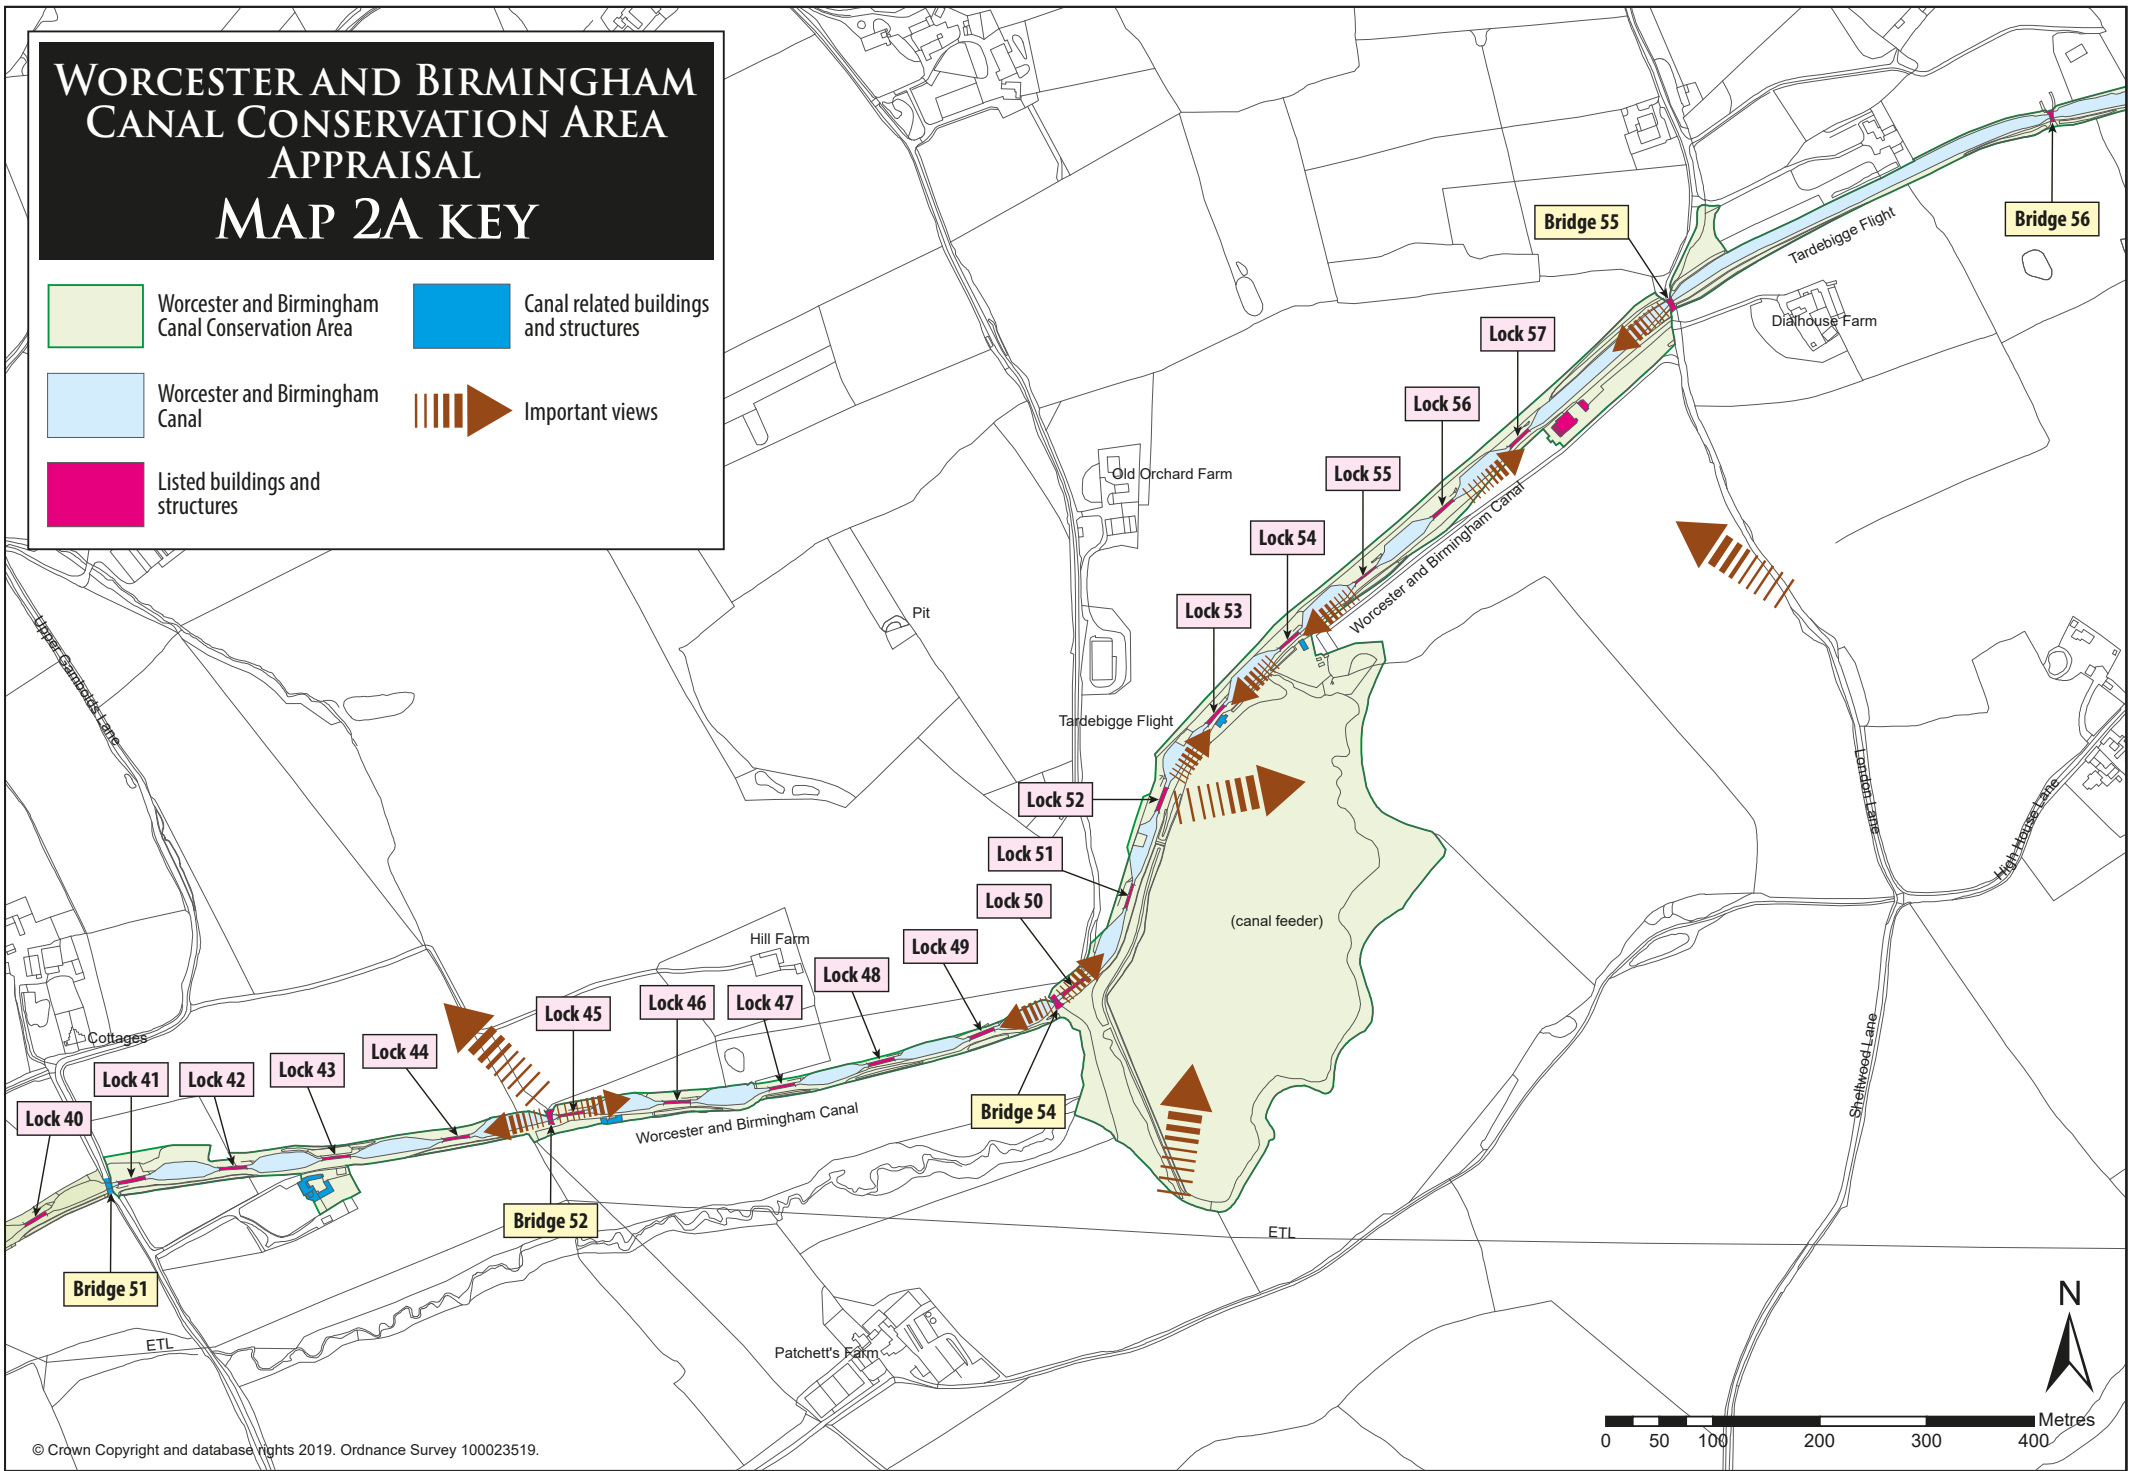 WORCESTER AND BIRMINGHAM
CANAL CONSERVATION AREA
APPRAISAL
MAP 2A KEY
Worcester and Birmingham
Canal Conservation Area
Canal related buildings
and structures
Worcester and Birmingham
Canal
Important views
Listed buildings and
structures
Bridge 56
Bridge 55
Tardebigge Flight
Dialhouse Farm
Lock 57
Lock 56
Lock 55
Old Orchard Farm
Lock 54
Worcester and Birmingham Canal
Lock 53
Pit
Upper Gambolds Lane
Tardebigge Flight
Lock 52
London Lane
High House Lane
Lock 51
Lock 50
(canal feeder)
Hill Farm
Lock 49
Lock 48
Lock 47
Lock 46
Lock 45
Cottages
Lock 44
Lock 43
Lock 42
Lock 41
Lock 40
Sheltwood Lane
Bridge 54
Worcester and Birmingham Canal
Bridge 52
ETL
Bridge 51
ETL
Patchett's Farm
N
Metres
0 50 100 200 300 400
© Crown Copyright and database rights 2019. Ordnance Survey 100023519.